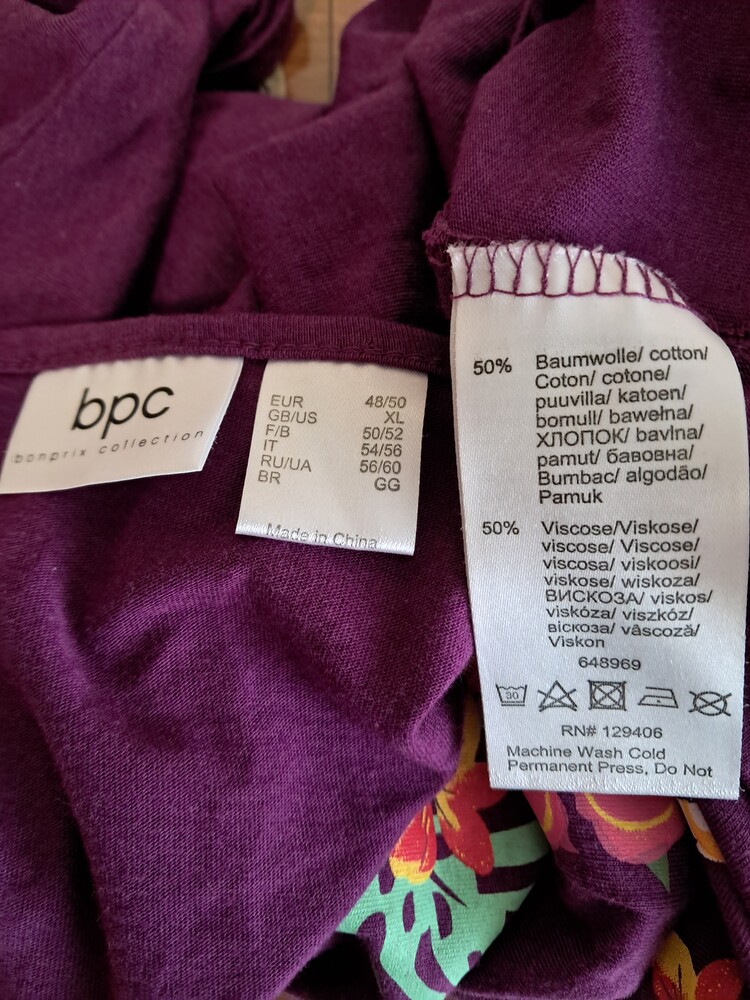 bpc
bonprix collection
EUR 48/50
GB/US XL
F/B 50/52
IT 54/56
RU/UA 56/60
BR GG
Made in China
50% Baumwolle/ cotton/
Coton/ cotone/
puuvilla/ katoen/
bomull/ bawełna/
ХЛОПОК/ bavlna/
pamut/ бавовна/
Bumbac/ algodão/
Pamuk
50% Viscose/Viskose/
viscose/ Viscose/
viscosa/ viskoosi/
viskose/ wiskoza/
ВИСКОЗА/ viskos/
viskóza/ viszkóz/
віскоза/ vâscoză/
Viskon
648969
30
RN# 129406
Machine Wash Cold
Permanent Press, Do Not